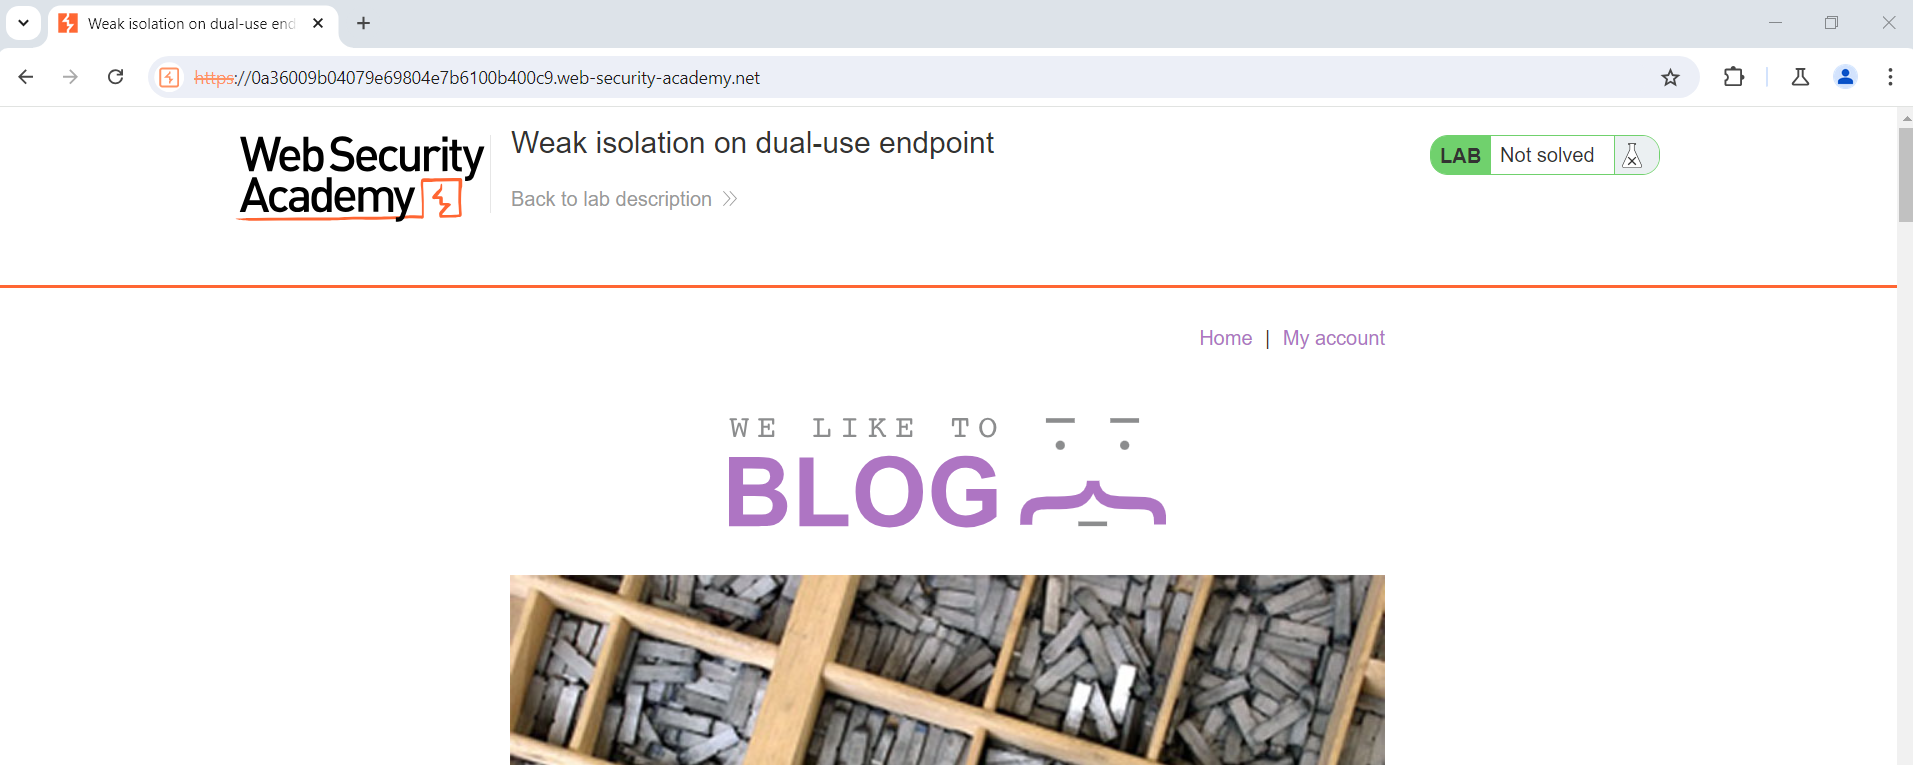 Weak isolation on dual-use end
https://0a36009b04079e69804e7b6100b400c9.web-security-academy.net
Web Security
Academy
Weak isolation on dual-use endpoint
Back to lab description
LAB Not solved
Home | My account
WE LIKE TO
BLOG